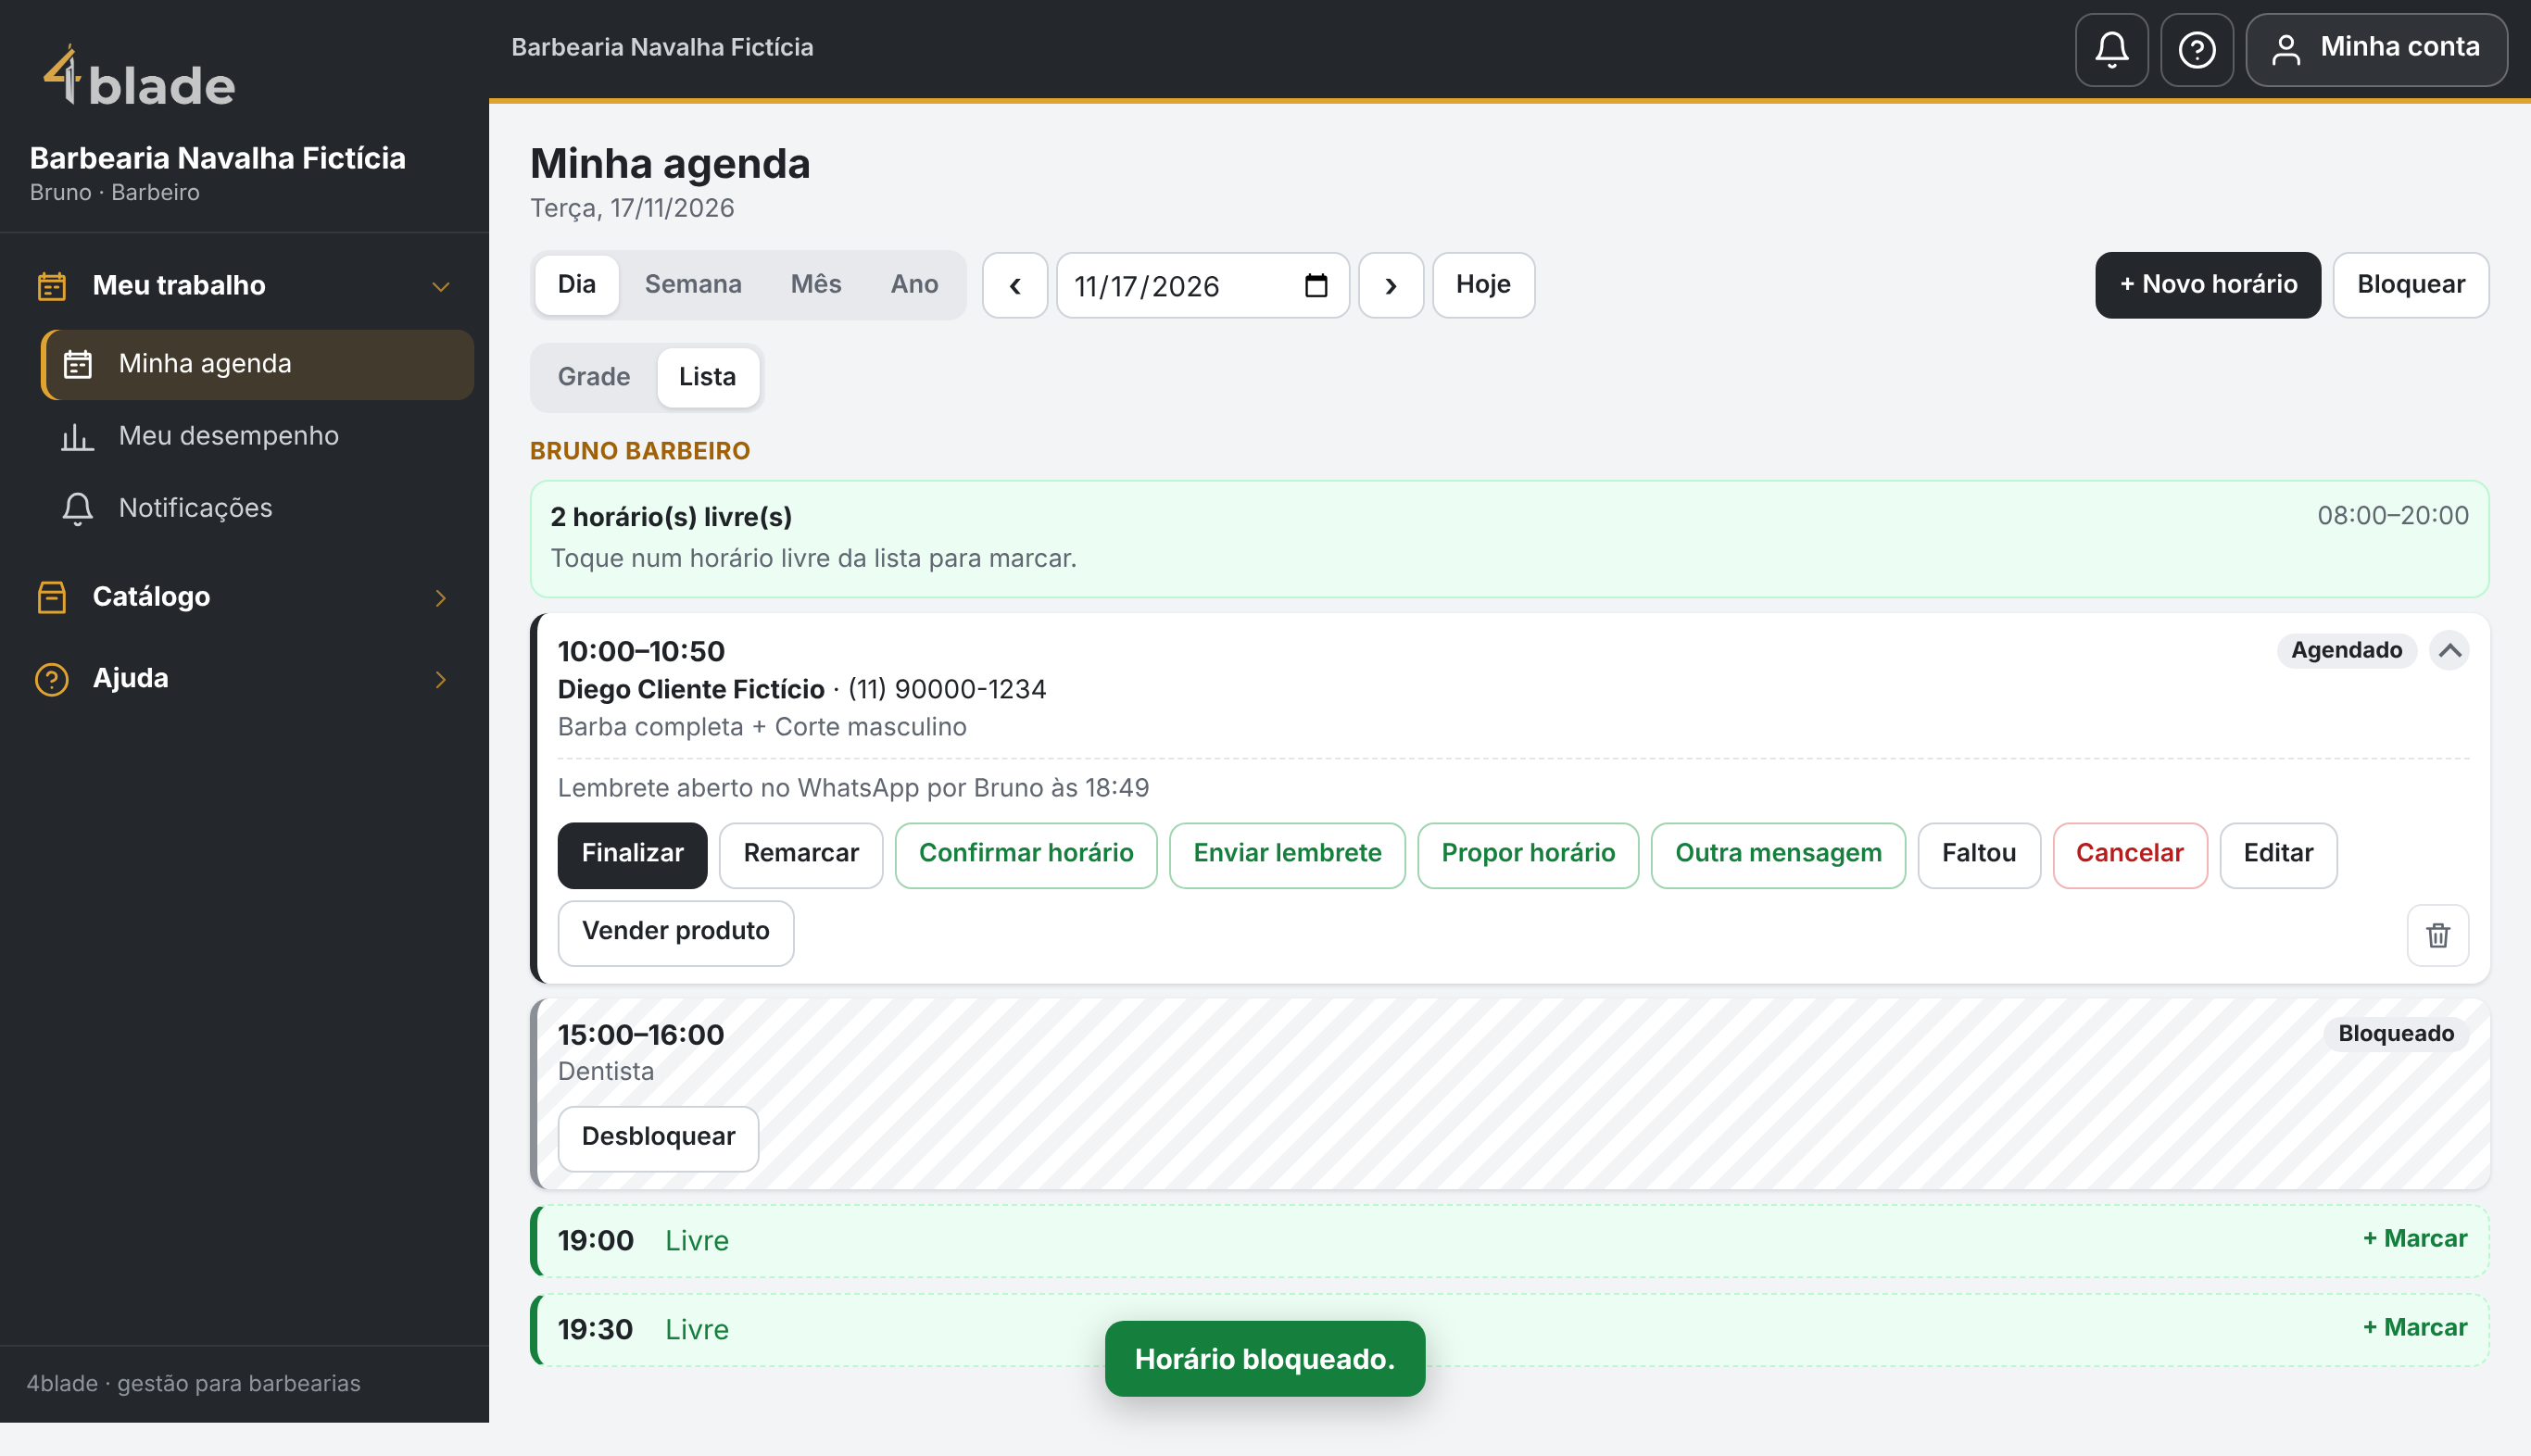 4blade
Barbearia Navalha Fictícia
Bruno · Barbeiro
Meu trabalho
Minha agenda
Meu desempenho
Notificações
Catálogo
Ajuda
4blade · gestão para barbearias
Barbearia Navalha Fictícia
Minha conta
Minha agenda
Terça, 17/11/2026
Dia Semana Mês Ano ‹ 11/17/2026 › Hoje + Novo horário Bloquear
Grade Lista
BRUNO BARBEIRO
2 horário(s) livre(s) 08:00–20:00
Toque num horário livre da lista para marcar.
10:00–10:50 Agendado
Diego Cliente Fictício · (11) 90000-1234
Barba completa + Corte masculino
Lembrete aberto no WhatsApp por Bruno às 18:49
Finalizar Remarcar Confirmar horário Enviar lembrete Propor horário Outra mensagem Faltou Cancelar Editar
Vender produto
15:00–16:00 Bloqueado
Dentista
Desbloquear
19:00 Livre + Marcar
19:30 Livre + Marcar
Horário bloqueado.